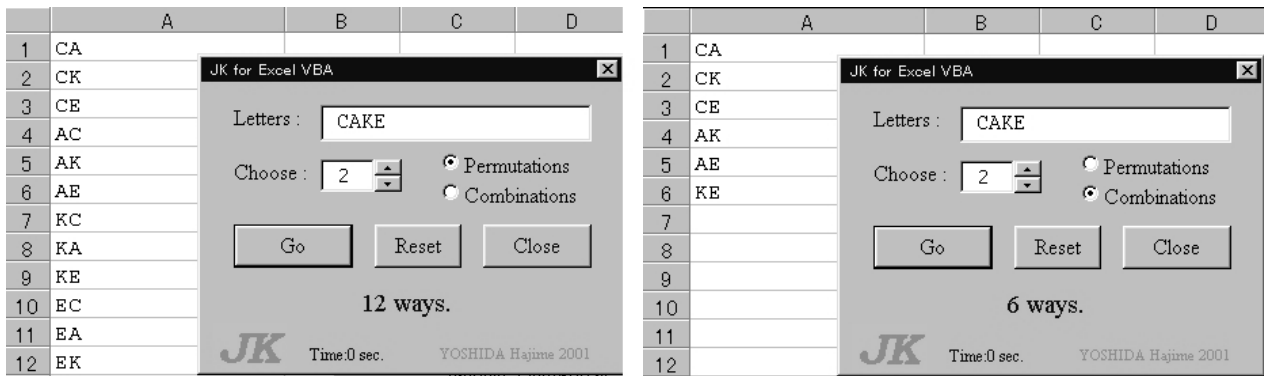 A B C D
1 CA
2 CK
3 CE
4 AC
5 AK
6 AE
7 KC
8 KA
9 KE
10 EC
11 EA
12 EK
JK for Excel VBA
Letters : CAKE
Choose : 2
Permutations
Combinations
Go Reset Close
12 ways.
JK Time:0 sec. YOSHIDA Hajime 2001
A B C D
1 CA
2 CK
3 CE
4 AK
5 AE
6 KE
7
8
9
10
11
12
JK for Excel VBA
Letters : CAKE
Choose : 2
Permutations
Combinations
Go Reset Close
6 ways.
JK Time:0 sec. YOSHIDA Hajime 2001